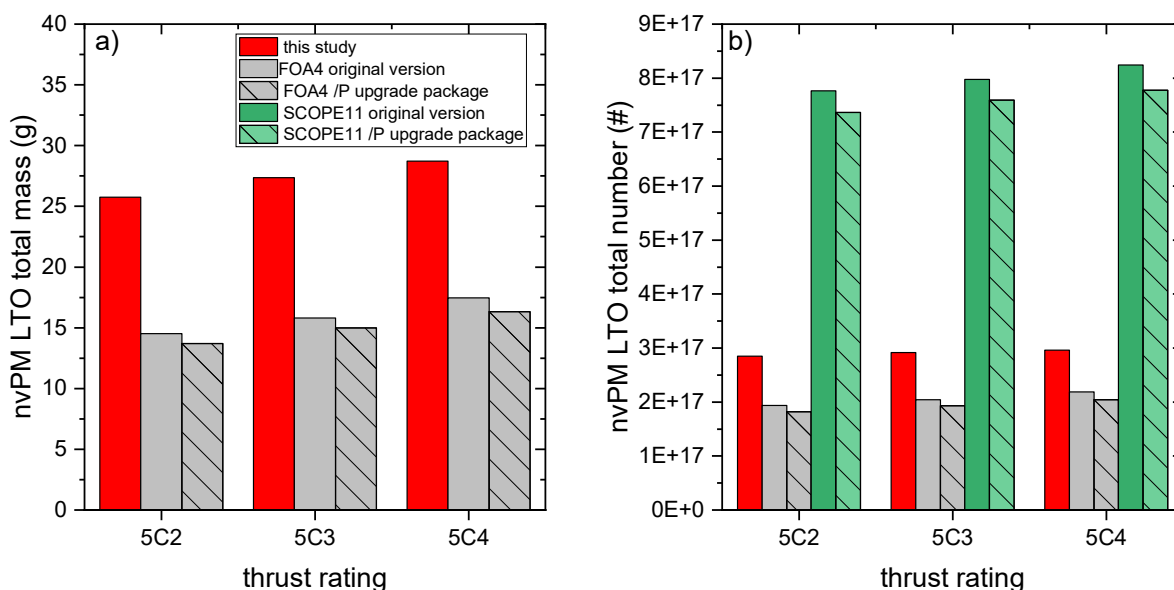 a)
this study
FOA4 original version
FOA4 /P upgrade package
SCOPE11 original version
SCOPE11 /P upgrade package
nvPM LTO total mass (g)
40
35
30
25
20
15
10
5
0
5C2 5C3 5C4
thrust rating
b)
nvPM LTO total number (#)
9E+17
8E+17
7E+17
6E+17
5E+17
4E+17
3E+17
2E+17
1E+17
0E+0
5C2 5C3 5C4
thrust rating